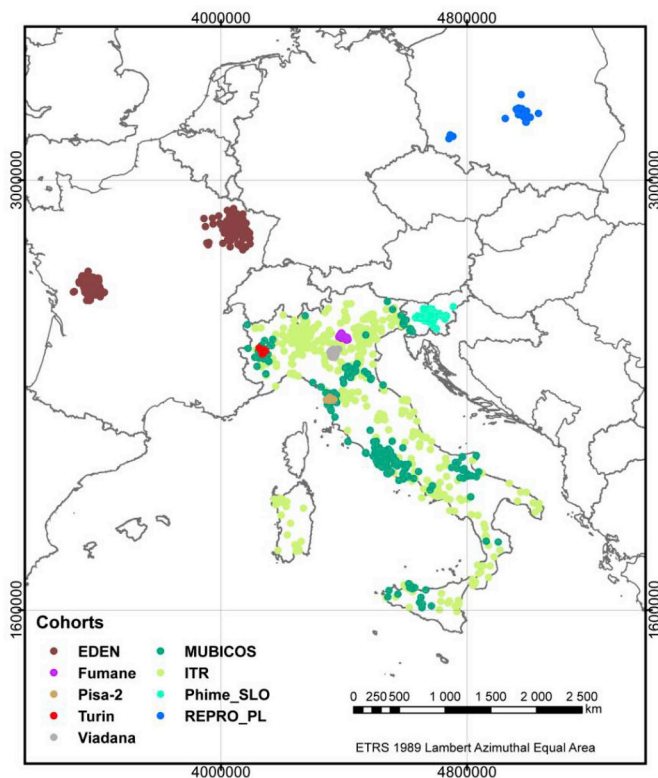 4000000 4800000
3000000 3000000
1600000 1600000
Cohorts
EDEN MUBICOS
Fumane ITR
Pisa-2 Phime_SLO
Turin REPRO_PL
Viadana
0 250 500 1 000 1 500 2 000 2 500
km
ETRS 1989 Lambert Azimuthal Equal Area
4000000 4800000